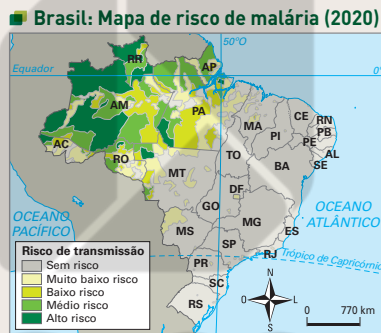 Brasil: Mapa de risco de malária (2020)
50°O
Equador
0°
RR
AP
AM
PA
MA
CE
RN
PB
PE
AL
SE
PI
AC
RO
TO
BA
MT
DF
GO
MG
ES
MS
SP
RJ
PR
SC
RS
OCEANO
PACÍFICO
OCEANO
ATLÂNTICO
Trópico de Capricórnio
Risco de transmissão
Sem risco
Muito baixo risco
Baixo risco
Médio risco
Alto risco
N
O
L
S
0 770 km